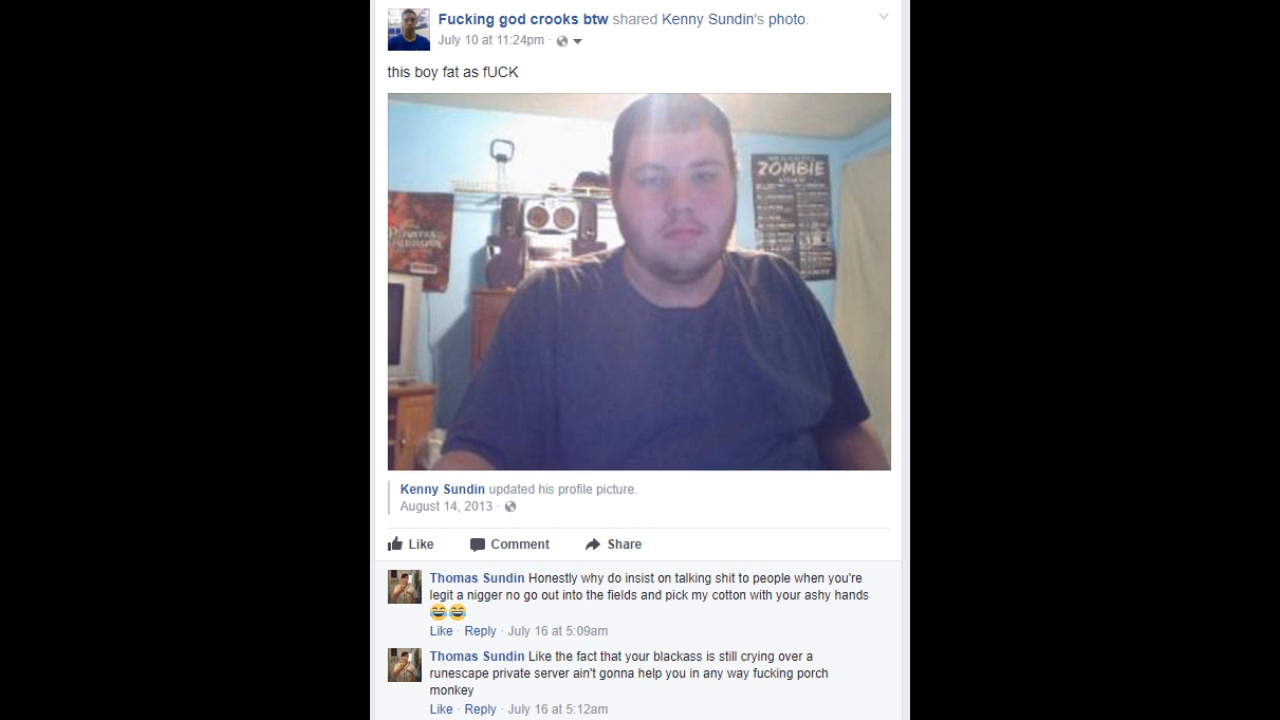 Fucking god crooks btw shared Kenny Sundin's photo.
July 10 at 11:24pm
this boy fat as fUCK
ZOMBIE
Kenny Sundin updated his profile picture.
August 14, 2013
Like Comment Share
Thomas Sundin Honestly why do insist on talking shit to people when you're
legit a nigger no go out into the fields and pick my cotton with your ashy hands
😂😂
Like · Reply · July 16 at 5:09am
Thomas Sundin Like the fact that your blackass is still crying over a
runescape private server ain't gonna help you in any way fucking porch
monkey
Like · Reply · July 16 at 5:12am